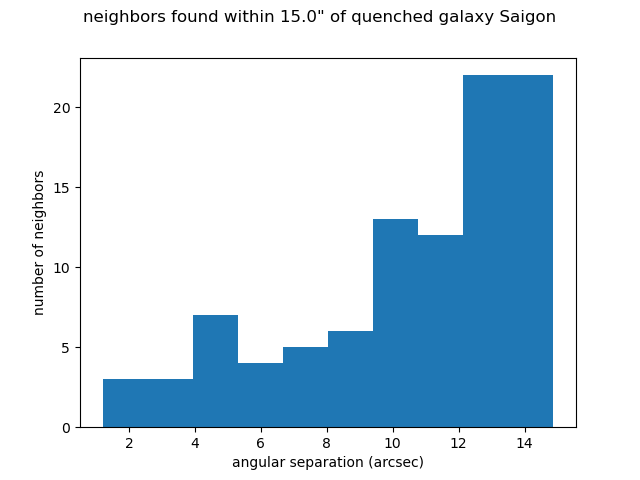 neighbors found within 15.0" of quenched galaxy Saigon
20
15
10
5
0
number of neighbors
2 4 6 8 10 12 14
angular separation (arcsec)